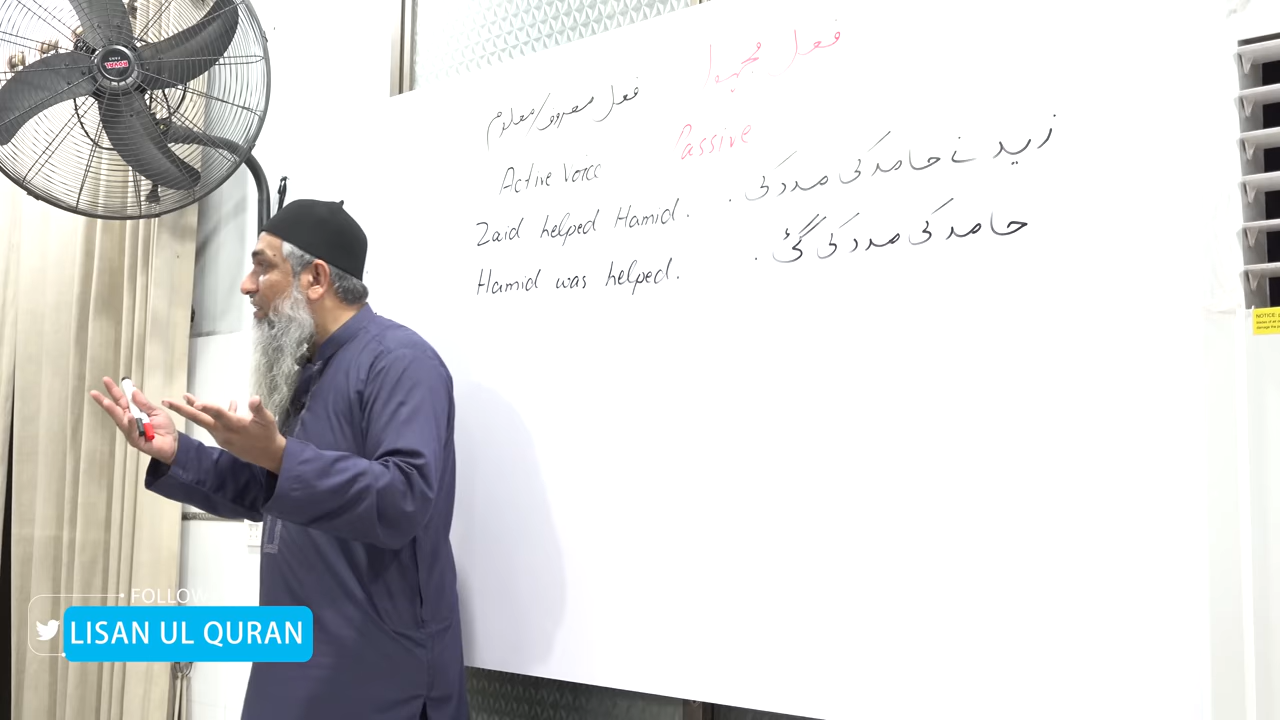 فعل مجہول
فعل معروف/معلوم
Passive
Active Voice
زید نے حامد کی مدد کی .
Zaid helped Hamid.
حامد کی مدد کی گئی .
Hamid was helped.
FOLLOW
LISAN UL QURAN
NOTICE: